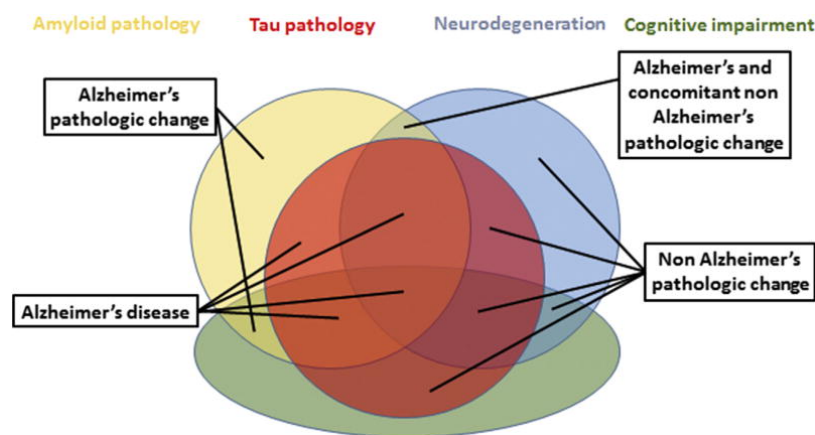 Amyloid pathology Tau pathology Neurodegeneration Cognitive impairment
Alzheimer's
pathologic change
Alzheimer's and
concomitant non
Alzheimer's
pathologic change
Alzheimer's disease
Non Alzheimer's
pathologic change